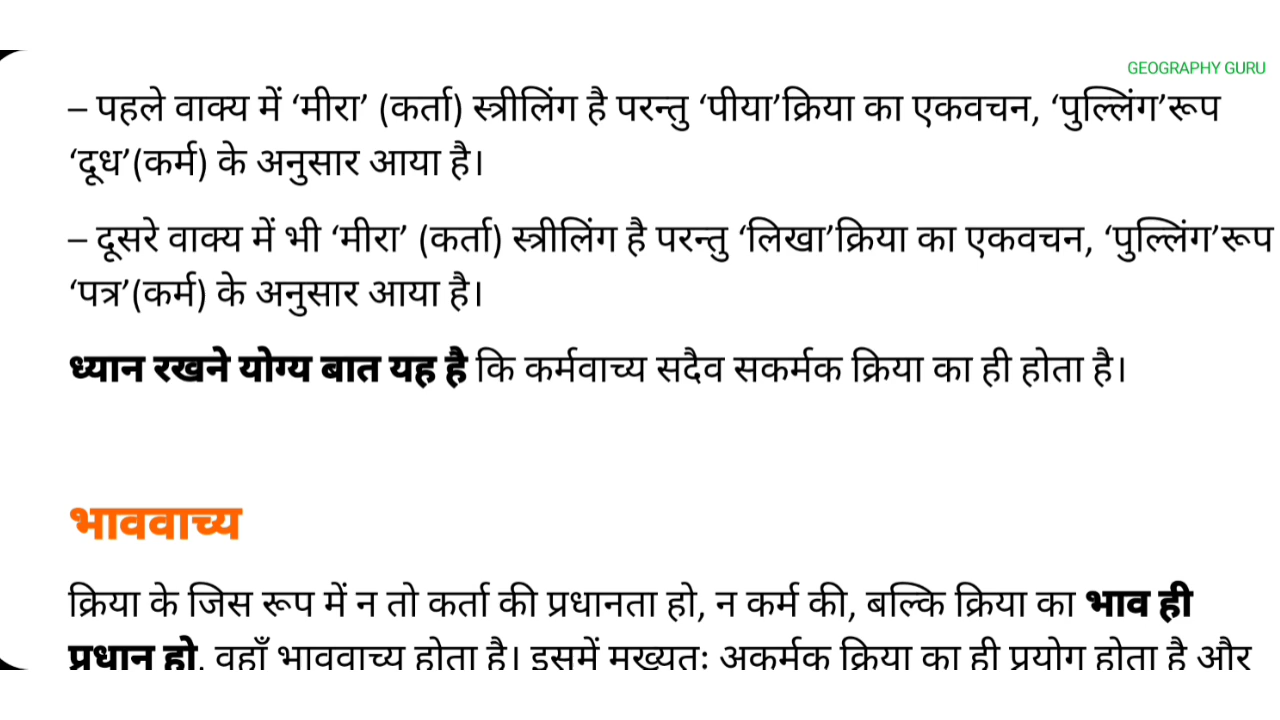 GEOGRAPHY GURU
– पहले वाक्य में ‘मीरा’ (कर्ता) स्त्रीलिंग है परन्तु ‘पीया’क्रिया का एकवचन, ‘पुल्लिंग’रूप
‘दूध’(कर्म) के अनुसार आया है।
– दूसरे वाक्य में भी ‘मीरा’ (कर्ता) स्त्रीलिंग है परन्तु ‘लिखा’क्रिया का एकवचन, ‘पुल्लिंग’रूप
‘पत्र’(कर्म) के अनुसार आया है।
ध्यान रखने योग्य बात यह है कि कर्मवाच्य सदैव सकर्मक क्रिया का ही होता है।
भाववाच्य
क्रिया के जिस रूप में न तो कर्ता की प्रधानता हो, न कर्म की, बल्कि क्रिया का भाव ही
प्रधान हो, वहाँ भाववाच्य होता है। इसमें मुख्यतः अकर्मक क्रिया का ही प्रयोग होता है और